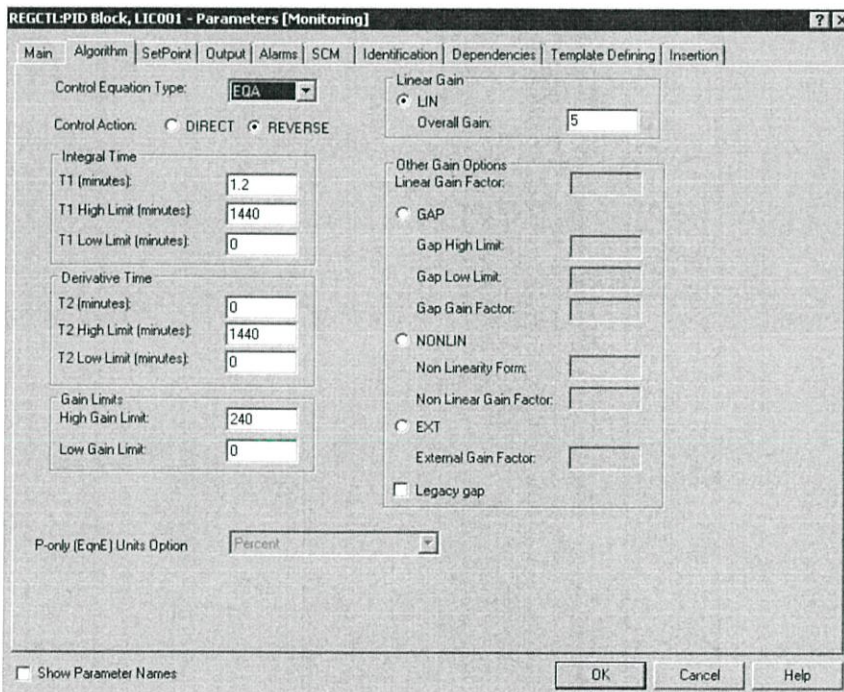 REGCTL:PID Block, LIC001 - Parameters [Monitoring]
Main Algorithm SetPoint Output Alarms SCM Identification Dependencies Template Defining Insertion
Control Equation Type: EQA
Control Action: DIRECT REVERSE
Integral Time
T1 (minutes): 1.2
T1 High Limit (minutes): 1440
T1 Low Limit (minutes): 0
Derivative Time
T2 (minutes): 0
T2 High Limit (minutes): 1440
T2 Low Limit (minutes): 0
Gain Limits
High Gain Limit: 240
Low Gain Limit: 0
P-only (EqnE) Units Option Percent
Linear Gain
LIN
Overall Gain: 5
Other Gain Options
Linear Gain Factor:
GAP
Gap High Limit:
Gap Low Limit:
Gap Gain Factor:
NONLIN
Non Linearity Form:
Non Linear Gain Factor:
EXT
External Gain Factor:
Legacy gap
Show Parameter Names
OK Cancel Help